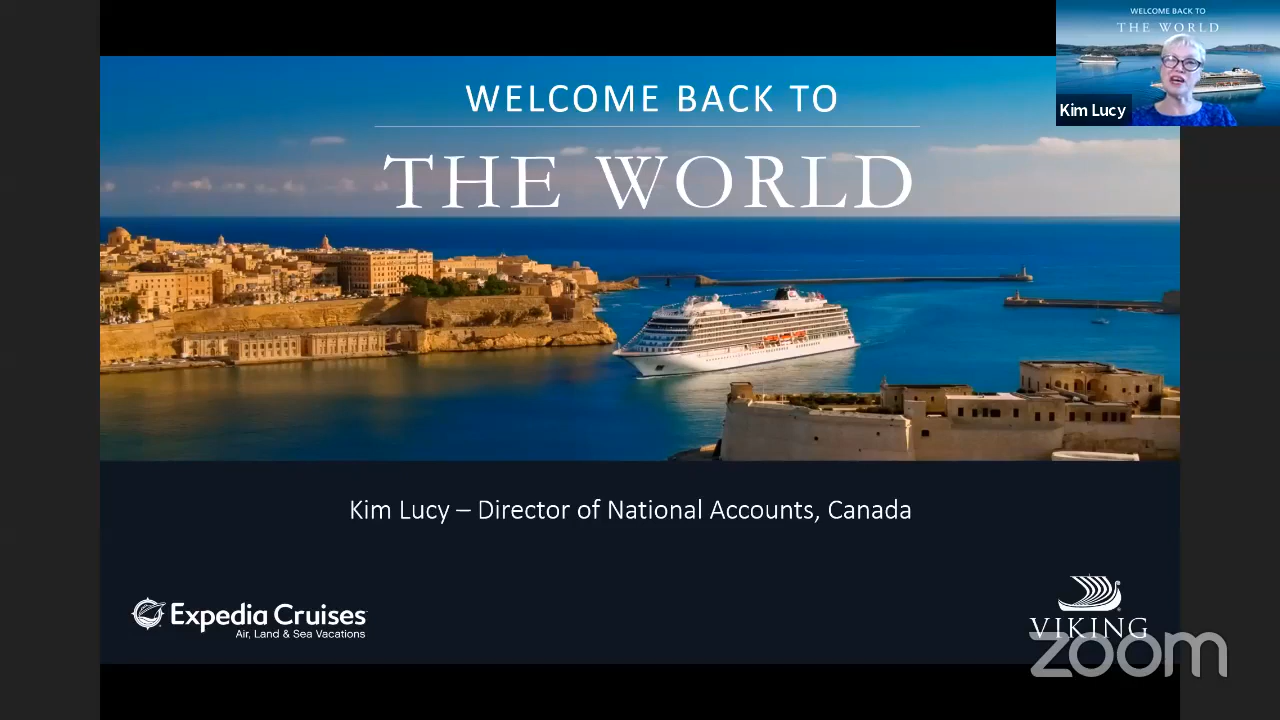 WELCOME BACK TO
THE WORLD
WELCOME BACK TO
THE WORLD
Kim Lucy
Kim Lucy – Director of National Accounts, Canada
Expedia Cruises
Air, Land & Sea Vacations
VIKING
zoom